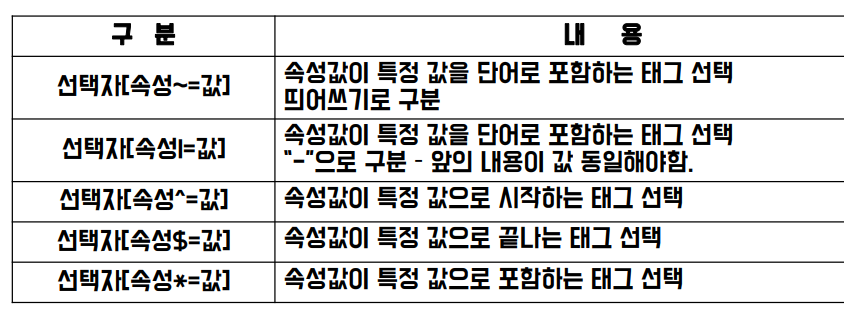 구 분
내 용
선택자[속성~=값]
속성값이 특정 값을 단어로 포함하는 태그 선택
띄어쓰기로 구분
선택자[속성|=값]
속성값이 특정 값을 단어로 포함하는 태그 선택
“-”으로 구분 - 앞의 내용이 값 동일해야함.
선택자[속성^=값]
속성값이 특정 값으로 시작하는 태그 선택
선택자[속성$=값]
속성값이 특정 값으로 끝나는 태그 선택
선택자[속성*=값]
속성값이 특정 값으로 포함하는 태그 선택